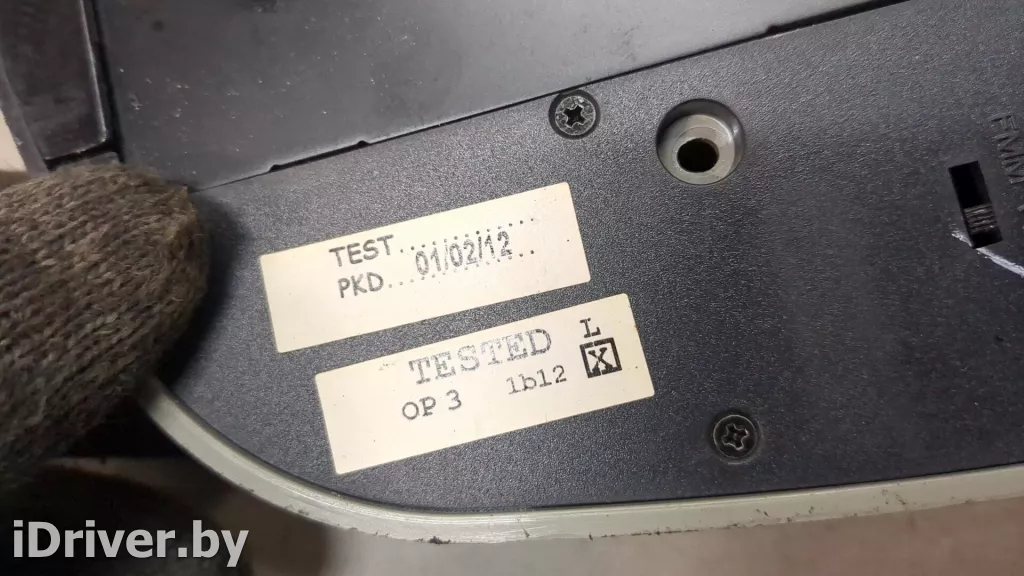 TEST..............
PKD...01/02/12..
TESTED L
OP 3 1b12 X
iDriver.by